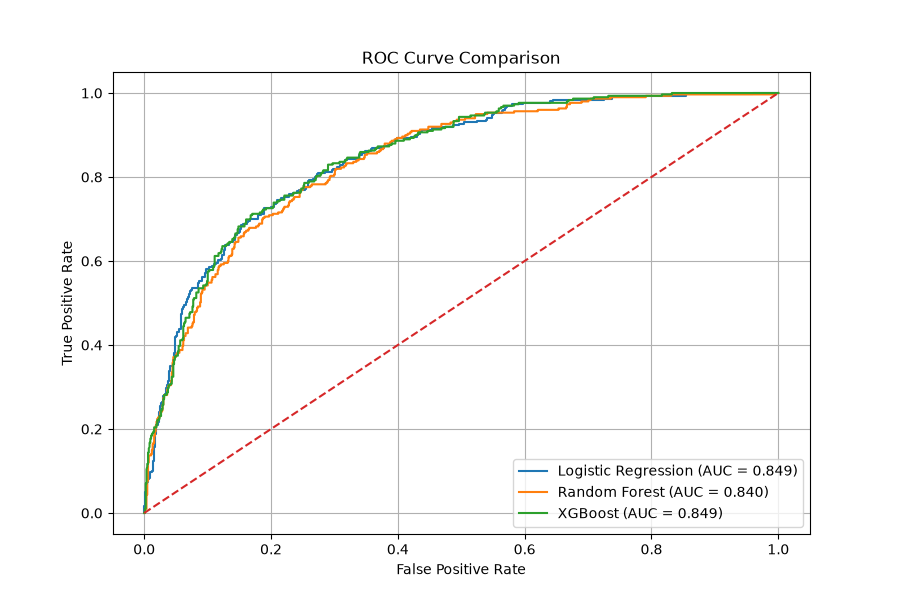 ROC Curve Comparison
True Positive Rate
1.0
0.8
0.6
0.4
0.2
0.0
Logistic Regression (AUC = 0.849)
Random Forest (AUC = 0.840)
XGBoost (AUC = 0.849)
0.0 0.2 0.4 0.6 0.8 1.0
False Positive Rate